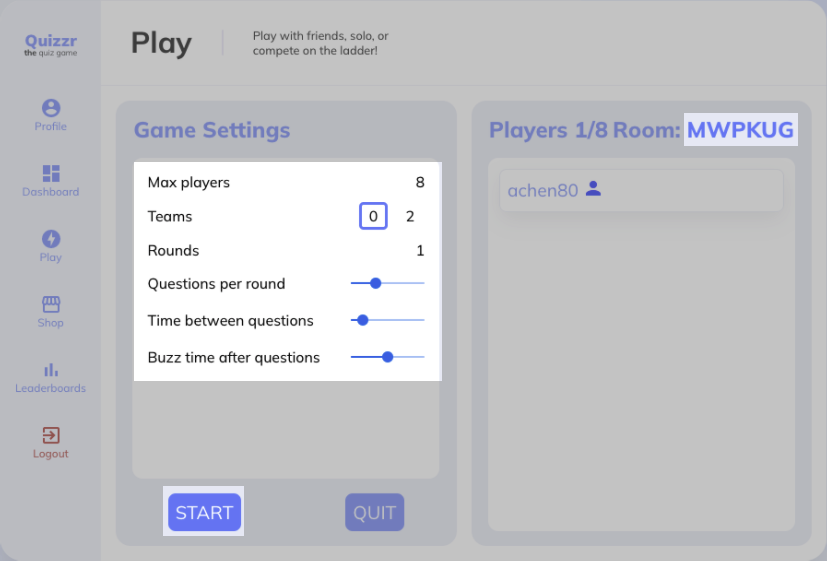 Quizzr
the quiz game
Profile
Dashboard
Play
Shop
Leaderboards
Logout
Play
Play with friends, solo, or
compete on the ladder!
Game Settings
Max players 8
Teams 0 2
Rounds 1
Questions per round
Time between questions
Buzz time after questions
START QUIT
Players 1/8 Room: MWPKUG
achen80